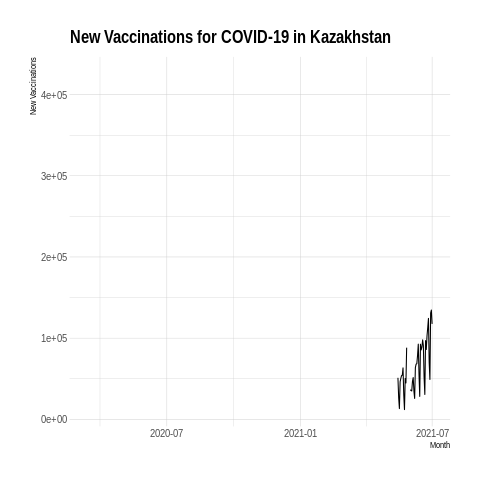 New Vaccinations for COVID-19 in Kazakhstan
New Vaccinations
4e+05
3e+05
2e+05
1e+05
0e+00
2020-07
2021-01
2021-07
Month